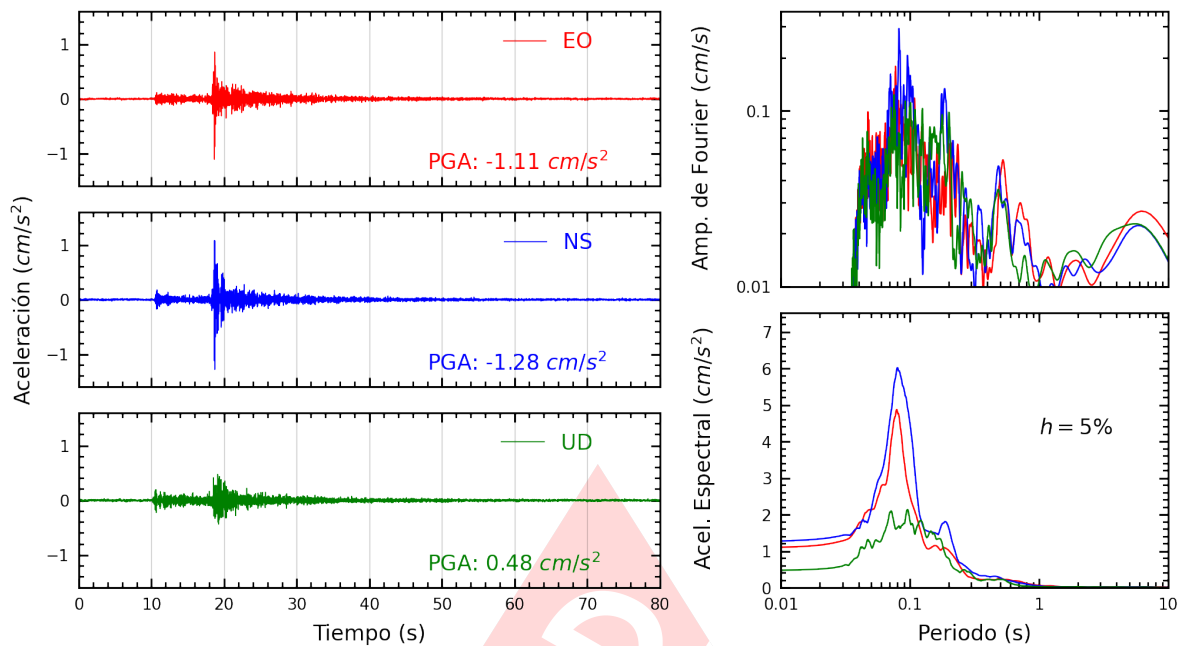 Aceleración (cm/s²)
1
0
−1
EO
PGA: -1.11 cm/s²
1
0
−1
NS
PGA: -1.28 cm/s²
1
0
−1
UD
PGA: 0.48 cm/s²
0 10 20 30 40 50 60 70 80
Tiempo (s)
Amp. de Fourier (cm/s)
0.1
0.01
Acel. Espectral (cm/s²)
7
6
5
4
3
2
1
0
h = 5%
0.01 0.1 1 10
Periodo (s)